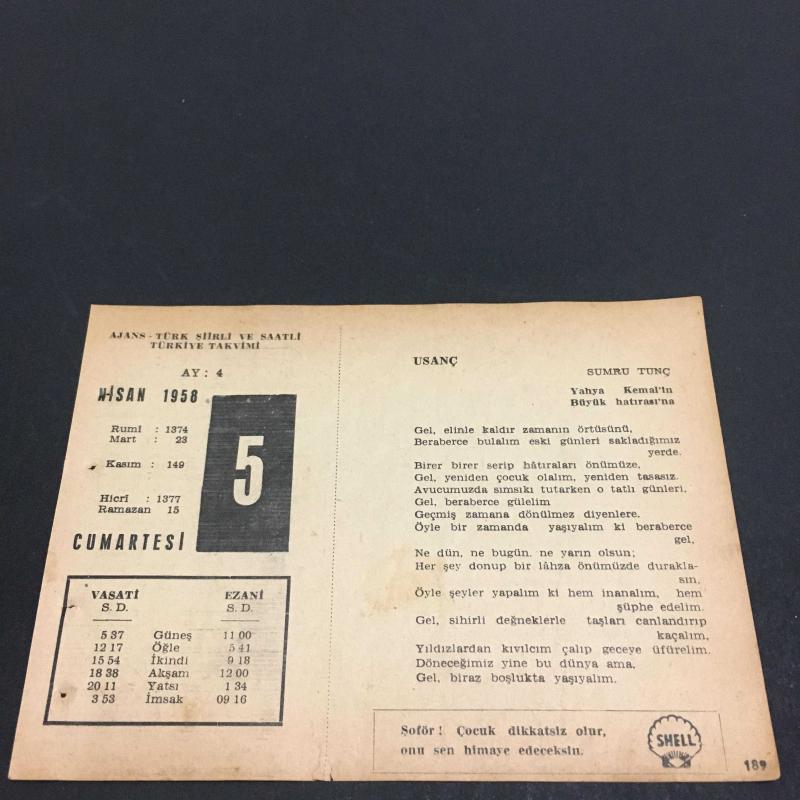 AJANS - TÜRK ŞİİRLİ VE SAATLİ
TÜRKİYE TAKVİMİ
AY : 4
NİSAN 1958
Rumî : 1374
Mart : 23
Kasım : 149
Hicrî : 1377
Ramazan 15
5
CUMARTESİ
VASATİ EZANİ
S. D. S. D.
5 37 Güneş 11 00
12 17 Öğle 5 41
15 54 İkindi 9 18
18 38 Akşam 12 00
20 11 Yatsı 1 34
3 53 İmsak 09 16
USANÇ
SUMRU TUNÇ
Yahya Kemal'in
Büyük hatırası'na
Gel, elinle kaldır zamanın örtüsünü,
Beraberce bulalım eski günleri sakladığımız
yerde.
Birer birer serip hâtıraları önümüze,
Gel, yeniden çocuk olalım, yeniden tasasız.
Avucumuzda sımsıkı tutarken o tatlı günleri,
Gel, beraberce gülelim
Geçmiş zamana dönülmez diyenlere.
Öyle bir zamanda yaşıyalım ki beraberce
gel,
Ne dün, ne bugün. ne yarın olsun;
Her şey donup bir lâhza önümüzde durakla-
sın,
Öyle şeyler yapalım ki hem inanalım, hem
şüphe edelim.
Gel, sihirli değneklerle taşları canlandırıp
kaçalım,
Yıldızlardan kıvılcım çalıp geceye üfürelim.
Döneceğimiz yine bu dünya ama,
Gel, biraz boşlukta yaşıyalım.
Şoför ! Çocuk dikkatsiz olur,
onu sen himaye edeceksin.
SHELL
189